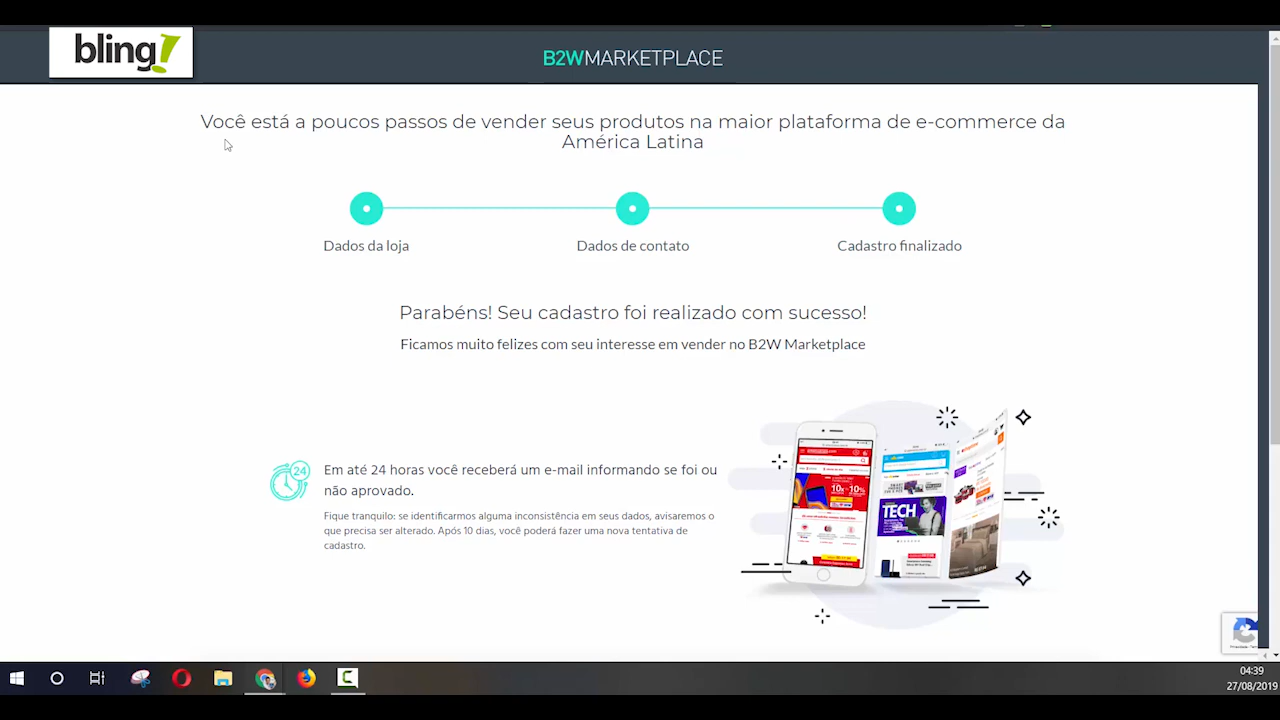 bling!
B2WMARKETPLACE
Você está a poucos passos de vender seus produtos na maior plataforma de e-commerce da
América Latina
Dados da loja
Dados de contato
Cadastro finalizado
Parabéns! Seu cadastro foi realizado com sucesso!
Ficamos muito felizes com seu interesse em vender no B2W Marketplace
24
Em até 24 horas você receberá um e-mail informando se foi ou
não aprovado.
Fique tranquilo: se identificarmos alguma inconsistência em seus dados, avisaremos o
que precisa ser alterado. Após 10 dias, você poderá fazer uma nova tentativa de
cadastro.
10x 10%
TECH
04:39
27/08/2019